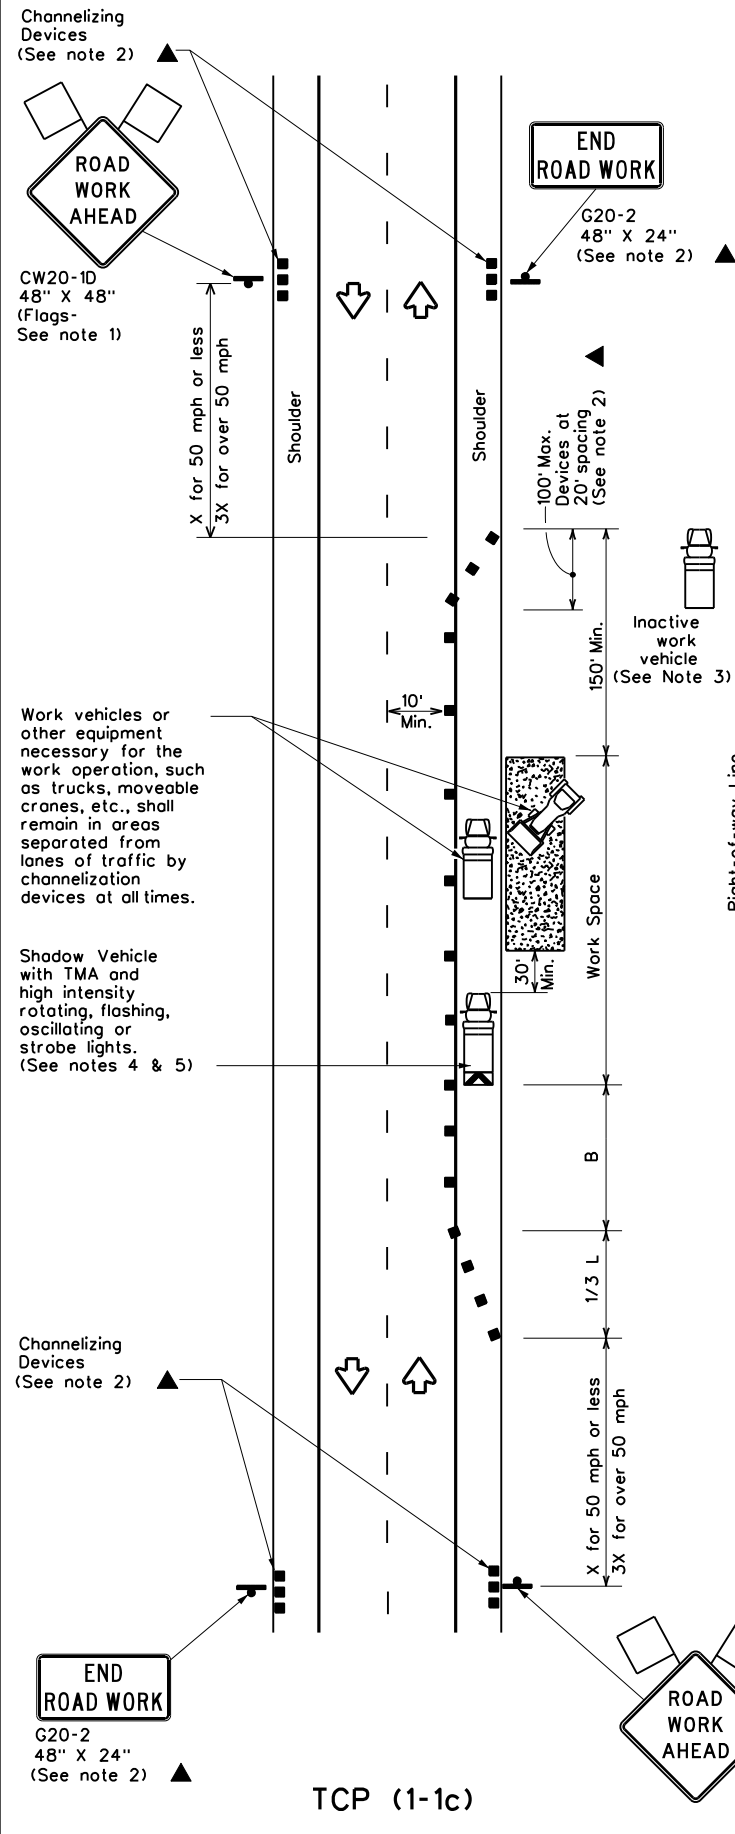 Channelizing
Devices
(See note 2)
ROAD
WORK
AHEAD
CW20-1D
48" X 48"
(Flags-
See note 1)
END
ROAD WORK
G20-2
48" X 24"
(See note 2)
X for 50 mph or less
3X for over 50 mph
Shoulder
Shoulder
100' Max.
Devices at
20' spacing
(See note 2)
150' Min.
Inactive
work
vehicle
(See Note 3)
10'
Min.
Work vehicles or
other equipment
necessary for the
work operation, such
as trucks, moveable
cranes, etc., shall
remain in areas
separated from
lanes of traffic by
channelization
devices at all times.
Work Space
30'
Min.
Shadow Vehicle
with TMA and
high intensity
rotating, flashing,
oscillating or
strobe lights.
(See notes 4 & 5)
B
1/3 L
Channelizing
Devices
(See note 2)
X for 50 mph or less
3X for over 50 mph
END
ROAD WORK
G20-2
48" X 24"
(See note 2)
ROAD
WORK
AHEAD
TCP (1-1c)